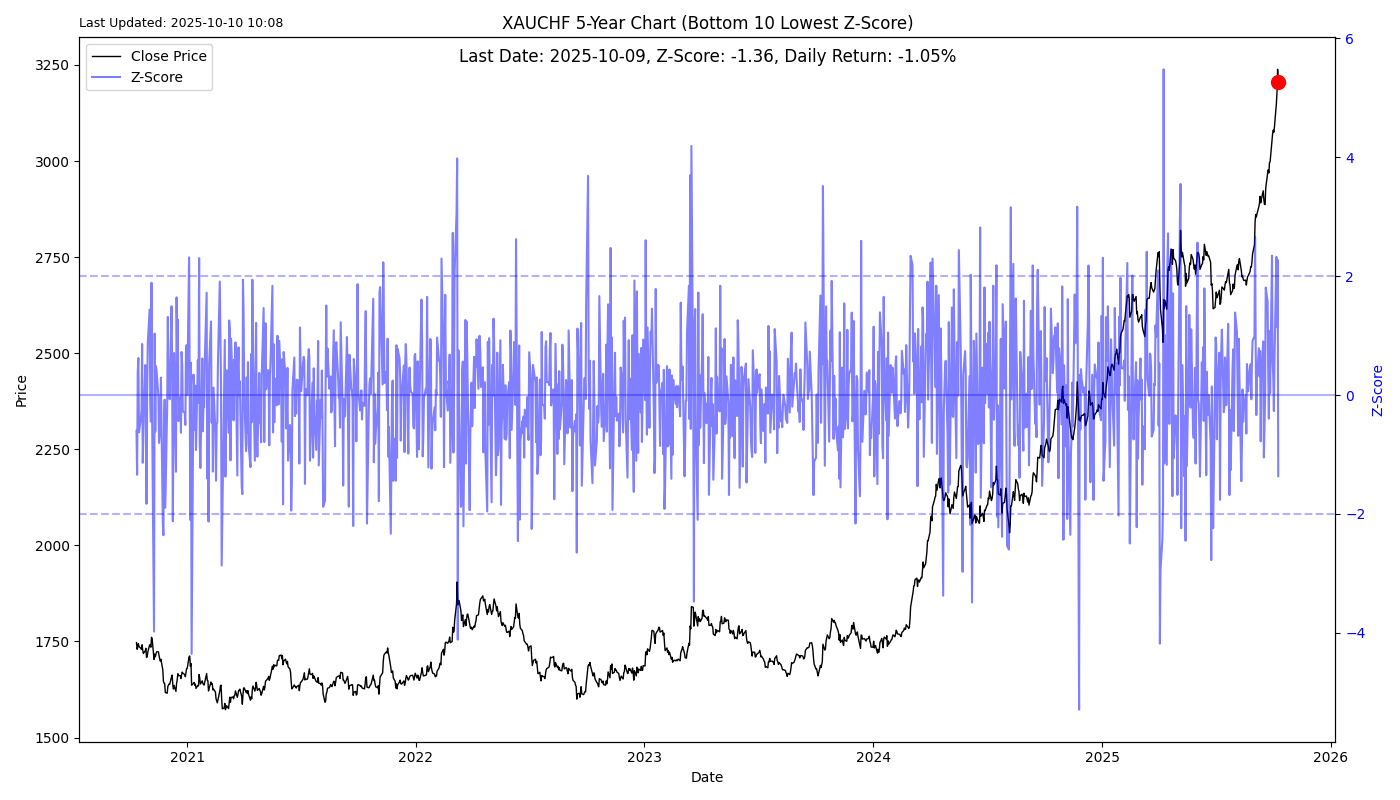 Last Updated: 2025-10-10 10:08
XAUCHF 5-Year Chart (Bottom 10 Lowest Z-Score)
Last Date: 2025-10-09, Z-Score: -1.36, Daily Return: -1.05%
Close Price
Z-Score
Price
3250
3000
2750
2500
2250
2000
1750
1500
6
4
2
0
−2
−4
Z-Score
2021
2022
2023
2024
2025
2026
Date